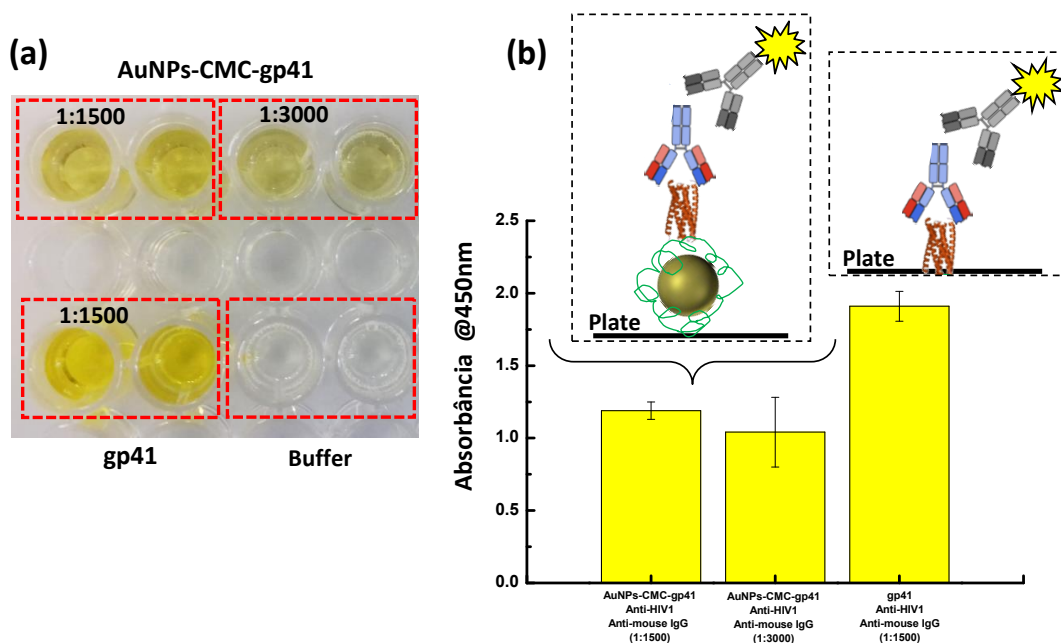 (a)
AuNPs-CMC-gp41
1:1500
1:3000
1:1500
gp41
Buffer
(b)
Plate
Plate
Absorbância @450nm
2.5
2.0
1.5
1.0
0.5
0.0
AuNPs-CMC-gp41
Anti-HIV1
Anti-mouse IgG
(1:1500)
AuNPs-CMC-gp41
Anti-HIV1
Anti-mouse IgG
(1:3000)
gp41
Anti-HIV1
Anti-mouse IgG
(1:1500)